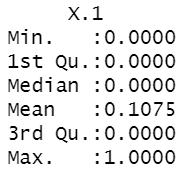 X.1
Min.   :0.0000
1st Qu.:0.0000
Median :0.0000
Mean   :0.1075
3rd Qu.:0.0000
Max.   :1.0000